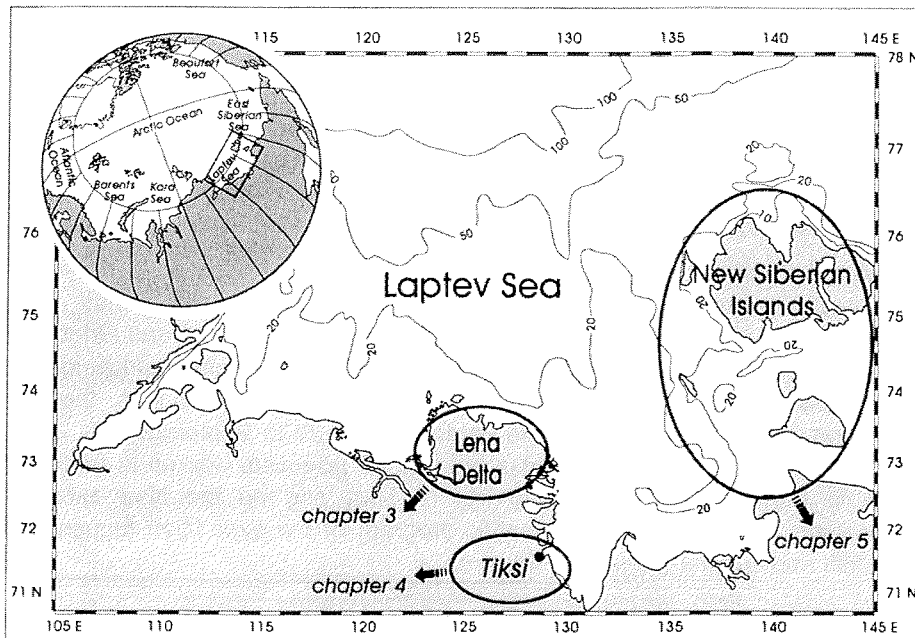 115 120 125 130 135 140 145 E
78 N
77
76
75
74
73
72
71 N
76
75
74
73
72
71 N
105 E 110 115 120 125 130 135 140 145 E
Beaufort
Sea
East
Siberian
Sea
Arctic Ocean
Laptev
Sea
Atlantic
Ocean
Barents
Sea
Kara
Sea
100
50
100
50
20
20
10
50
20
20
20
20
20
20
Laptev Sea
New Siberian
Islands
Lena
Delta
chapter 3
Tiksi
chapter 4
chapter 5